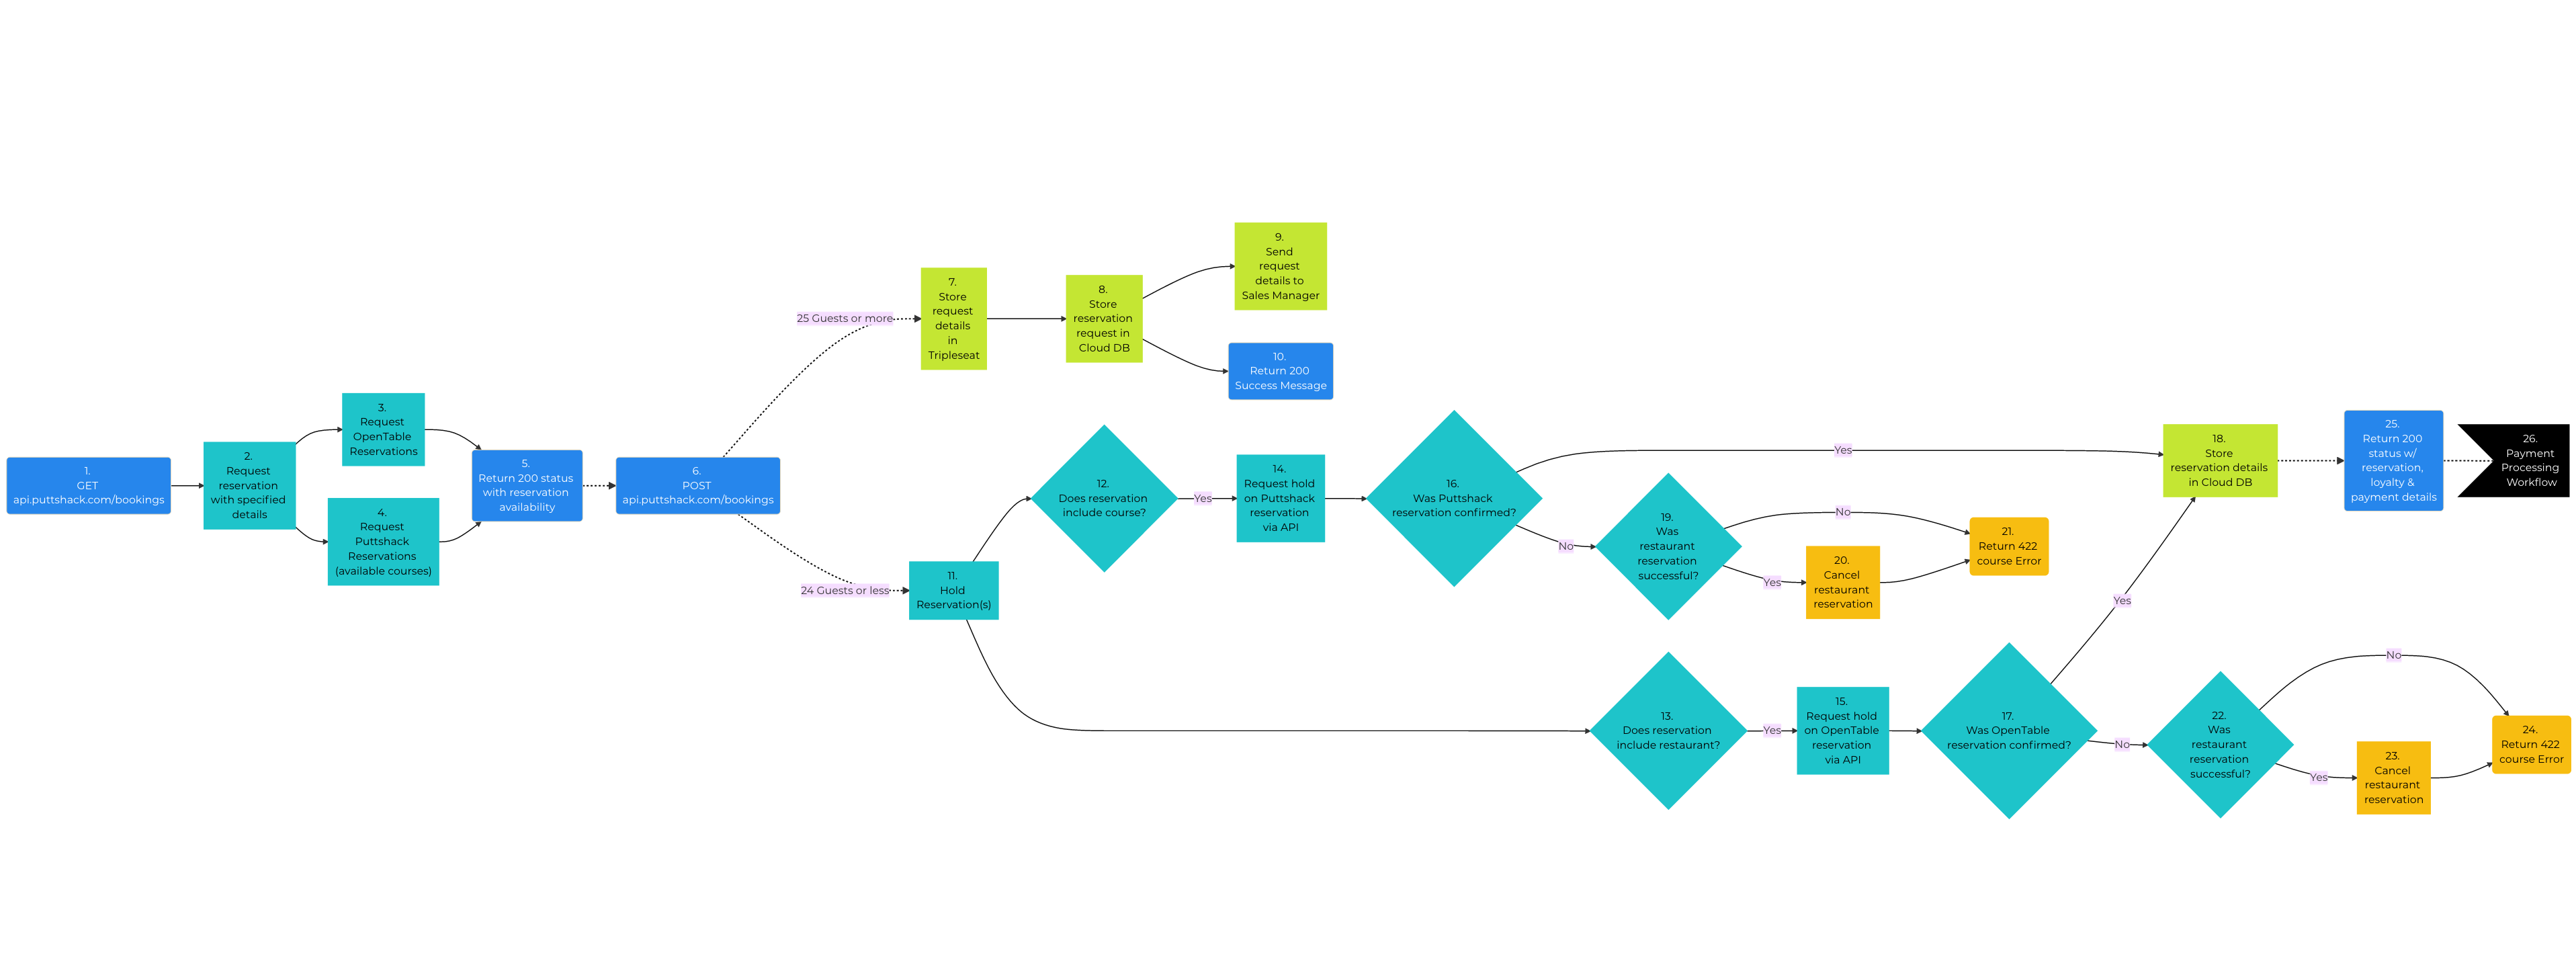 1.
GET
api.puttshack.com/bookings
2.
Request
reservation
with specified
details
3.
Request
OpenTable
Reservations
4.
Request
Puttshack
Reservations
(available courses)
5.
Return 200 status
with reservation
availability
6.
POST
api.puttshack.com/bookings
25 Guests or more
24 Guests or less
7.
Store
request
details
in
Tripleseat
8.
Store
reservation
request in
Cloud DB
9.
Send
request
details to
Sales Manager
10.
Return 200
Success Message
11.
Hold
Reservation(s)
12.
Does reservation
include course?
Yes
14.
Request hold
on Puttshack
reservation
via API
16.
Was Puttshack
reservation confirmed?
Yes
No
19.
Was
restaurant
reservation
successful?
No
Yes
20.
Cancel
restaurant
reservation
21.
Return 422
course Error
13.
Does reservation
include restaurant?
Yes
15.
Request hold
on OpenTable
reservation
via API
17.
Was OpenTable
reservation confirmed?
Yes
No
18.
Store
reservation details
in Cloud DB
22.
Was
restaurant
reservation
successful?
No
Yes
23.
Cancel
restaurant
reservation
24.
Return 422
course Error
25.
Return 200
status w/
reservation,
loyalty &
payment details
26.
Payment
Processing
Workflow